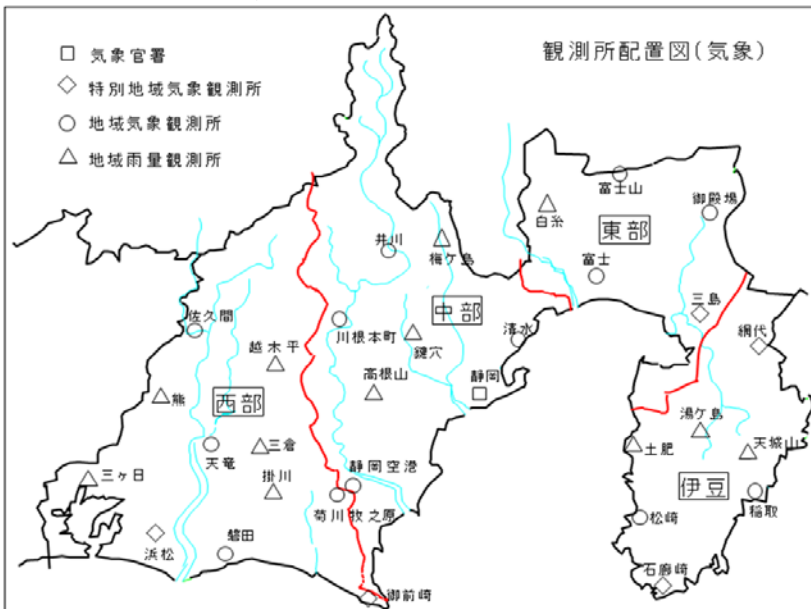 観測所配置図(気象)
気象官署
特別地域気象観測所
地域気象観測所
地域雨量観測所
富士山
御殿場
白糸
東部
井川
梅ケ島
富士
三島
佐久間
中部
川根本町
清水
網代
越木平
鍵穴
高根山
静岡
熊
西部
湯ケ島
天竜
三倉
土肥
天城山
三ケ日
静岡空港
伊豆
掛川
菊川牧之原
稲取
松崎
浜松
磐田
石廊崎
御前崎